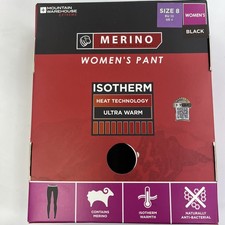 MOUNTAIN
WAREHOUSE
EXTREME
SIZE 8
WOMEN'S
BLACK
MERINO
WOMEN'S PANT
ISOTHERM
HEAT TECHNOLOGY
ULTRA WARM
CONTAINS
MERINO
ISOTHERM
WARMTH
NATURALLY
ANTI-BACTERIAL